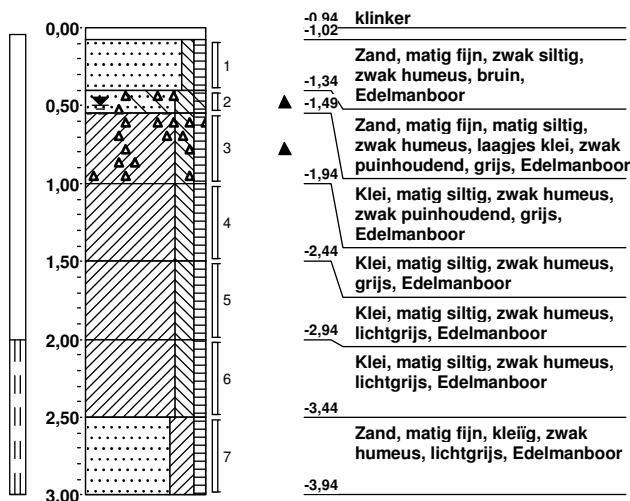 0,00
0,50
1,00
1,50
2,00
2,50
3,00
1
2
3
4
5
6
7
-0,94 klinker
-1,02
Zand, matig fijn, zwak siltig,
zwak humeus, bruin,
Edelmanboor
-1,34
-1,49
Zand, matig fijn, matig siltig,
zwak humeus, laagjes klei, zwak
puinhoudend, grijs, Edelmanboor
-1,94
Klei, matig siltig, zwak humeus,
zwak puinhoudend, grijs,
Edelmanboor
-2,44
Klei, matig siltig, zwak humeus,
grijs, Edelmanboor
Klei, matig siltig, zwak humeus,
lichtgrijs, Edelmanboor
-2,94
Klei, matig siltig, zwak humeus,
lichtgrijs, Edelmanboor
-3,44
Zand, matig fijn, kleiïg, zwak
humeus, lichtgrijs, Edelmanboor
-3,94